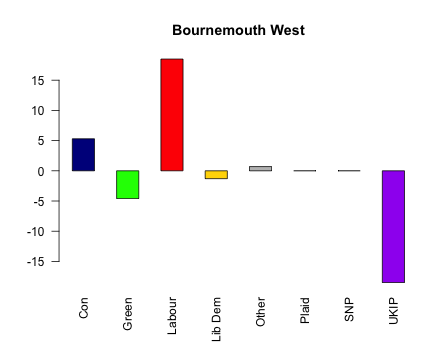 Bournemouth West
15
10
5
0
-5
-10
-15
Con
Green
Labour
Lib Dem
Other
Plaid
SNP
UKIP